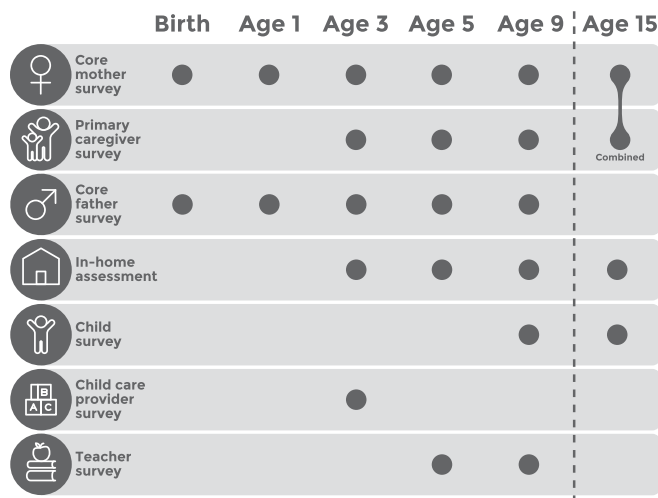 Birth Age 1 Age 3 Age 5 Age 9 Age 15
Core
mother
survey
Primary
caregiver
survey
Combined
Core
father
survey
In-home
assessment
Child
survey
B
A C
Child care
provider
survey
Teacher
survey